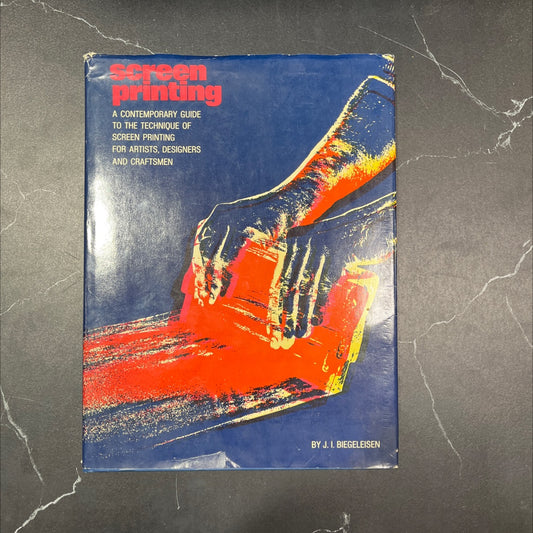 screen
printing
A CONTEMPORARY GUIDE
TO THE TECHNIQUE OF
SCREEN PRINTING
FOR ARTISTS, DESIGNERS
AND CRAFTSMEN
BY J. I. BIEGELEISEN